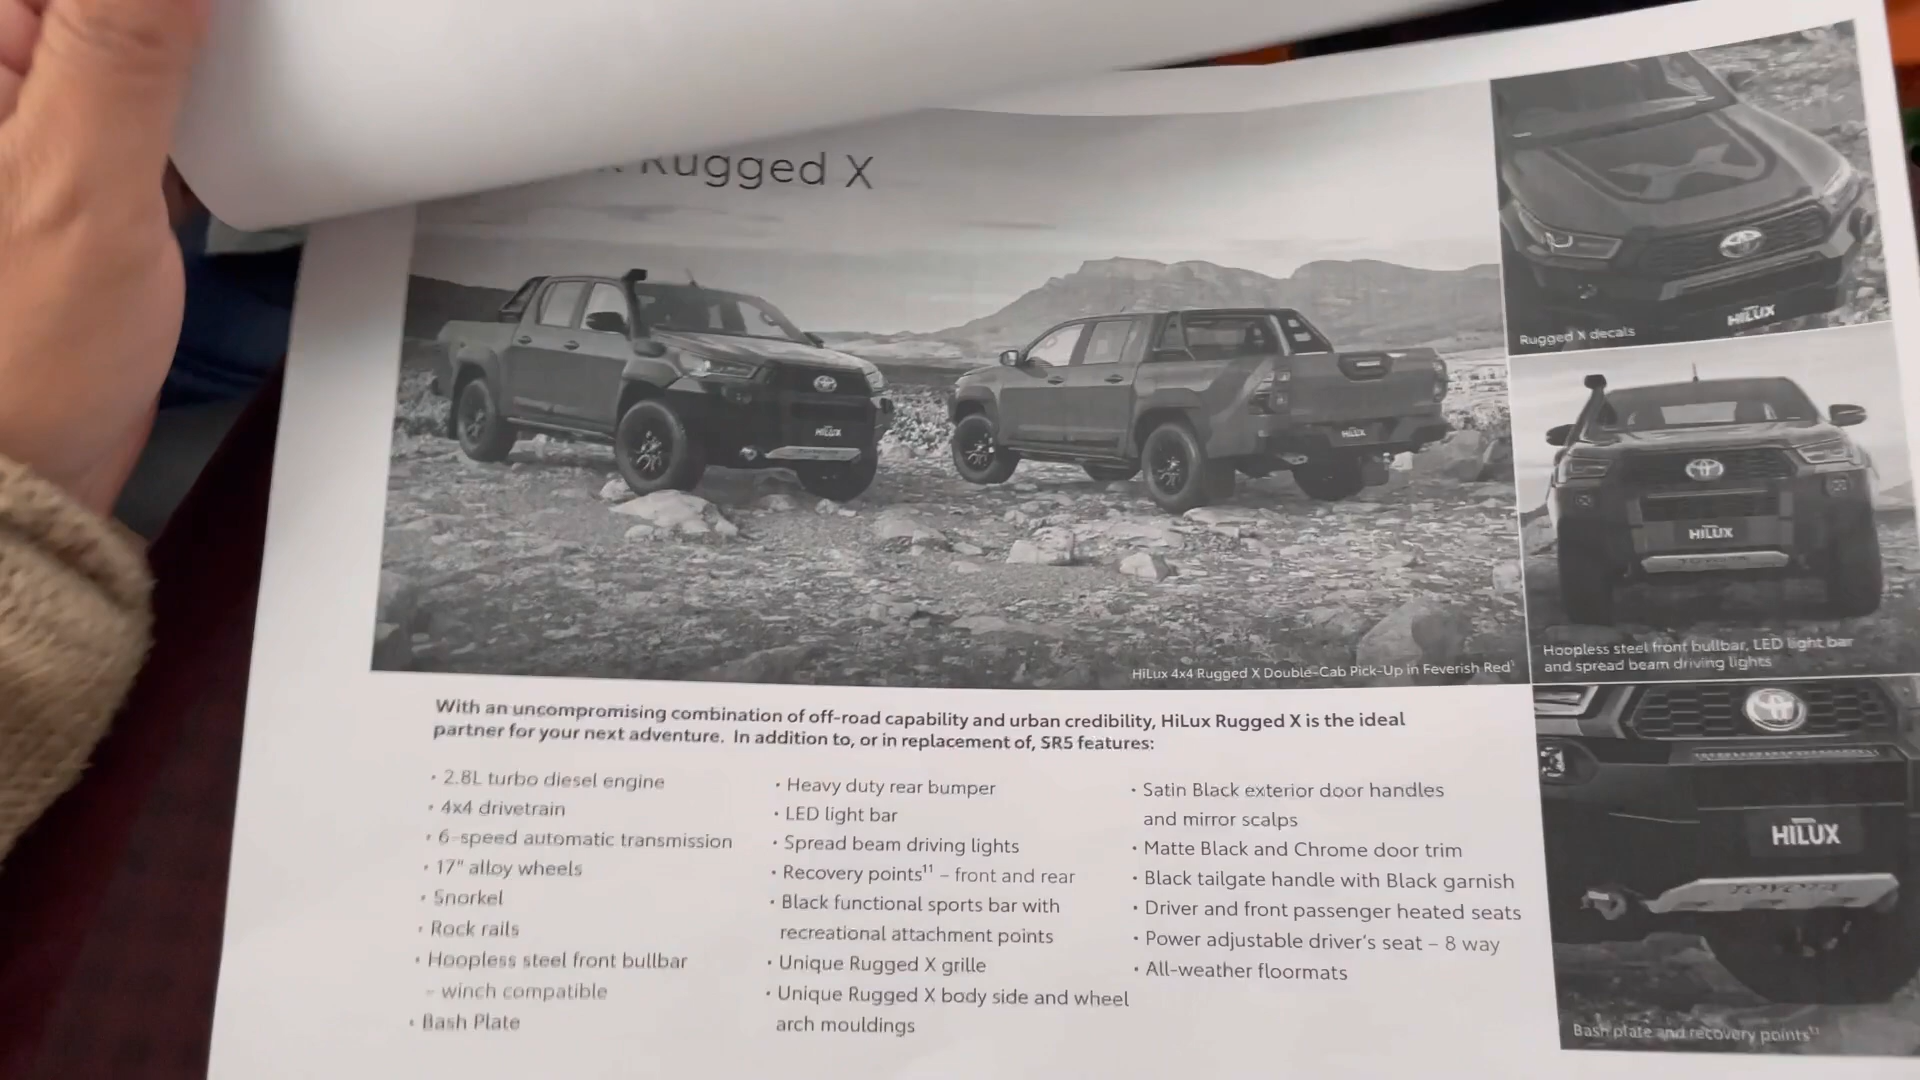 Rugged X
HILUX
HILUX
HiLux 4x4 Rugged X Double-Cab Pick-Up in Feverish Red¹
HILUX
Rugged X decals
HILUX
Hoopless steel front bullbar, LED light bar
and spread beam driving lights
HILUX
TOYOTA
Bash plate and recovery points¹¹
With an uncompromising combination of off-road capability and urban credibility, HiLux Rugged X is the ideal
partner for your next adventure. In addition to, or in replacement of, SR5 features:
• 2.8L turbo diesel engine
• 4x4 drivetrain
• 6-speed automatic transmission
• 17" alloy wheels
• Snorkel
• Rock rails
• Hoopless steel front bullbar
– winch compatible
• Bash Plate
• Heavy duty rear bumper
• LED light bar
• Spread beam driving lights
• Recovery points¹¹ – front and rear
• Black functional sports bar with
recreational attachment points
• Unique Rugged X grille
• Unique Rugged X body side and wheel
arch mouldings
• Satin Black exterior door handles
and mirror scalps
• Matte Black and Chrome door trim
• Black tailgate handle with Black garnish
• Driver and front passenger heated seats
• Power adjustable driver's seat – 8 way
• All-weather floormats